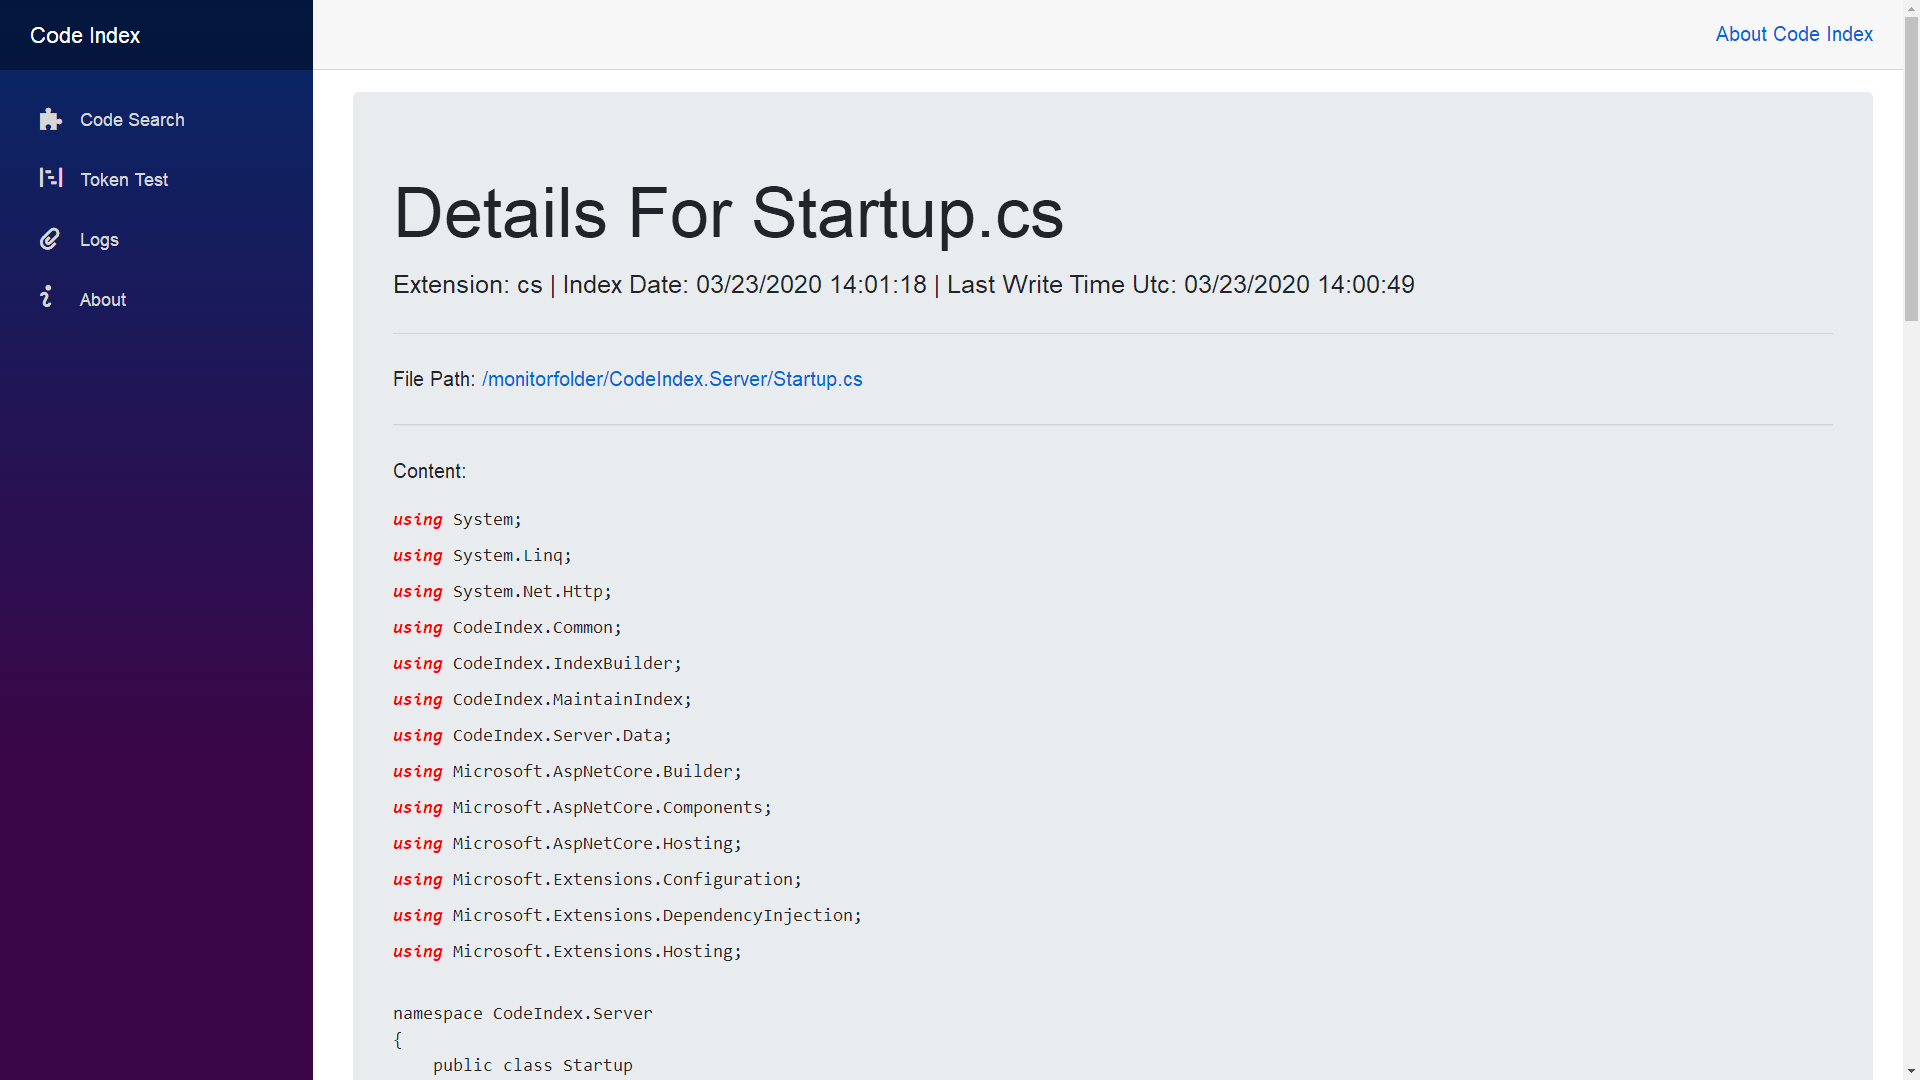 Code Index
About Code Index
Code Search
Token Test
Logs
About
Details For Startup.cs
Extension: cs | Index Date: 03/23/2020 14:01:18 | Last Write Time Utc: 03/23/2020 14:00:49
File Path: /monitorfolder/CodeIndex.Server/Startup.cs
Content:
using System;
using System.Linq;
using System.Net.Http;
using CodeIndex.Common;
using CodeIndex.IndexBuilder;
using CodeIndex.MaintainIndex;
using CodeIndex.Server.Data;
using Microsoft.AspNetCore.Builder;
using Microsoft.AspNetCore.Components;
using Microsoft.AspNetCore.Hosting;
using Microsoft.Extensions.Configuration;
using Microsoft.Extensions.DependencyInjection;
using Microsoft.Extensions.Hosting;
namespace CodeIndex.Server
{
    public class Startup